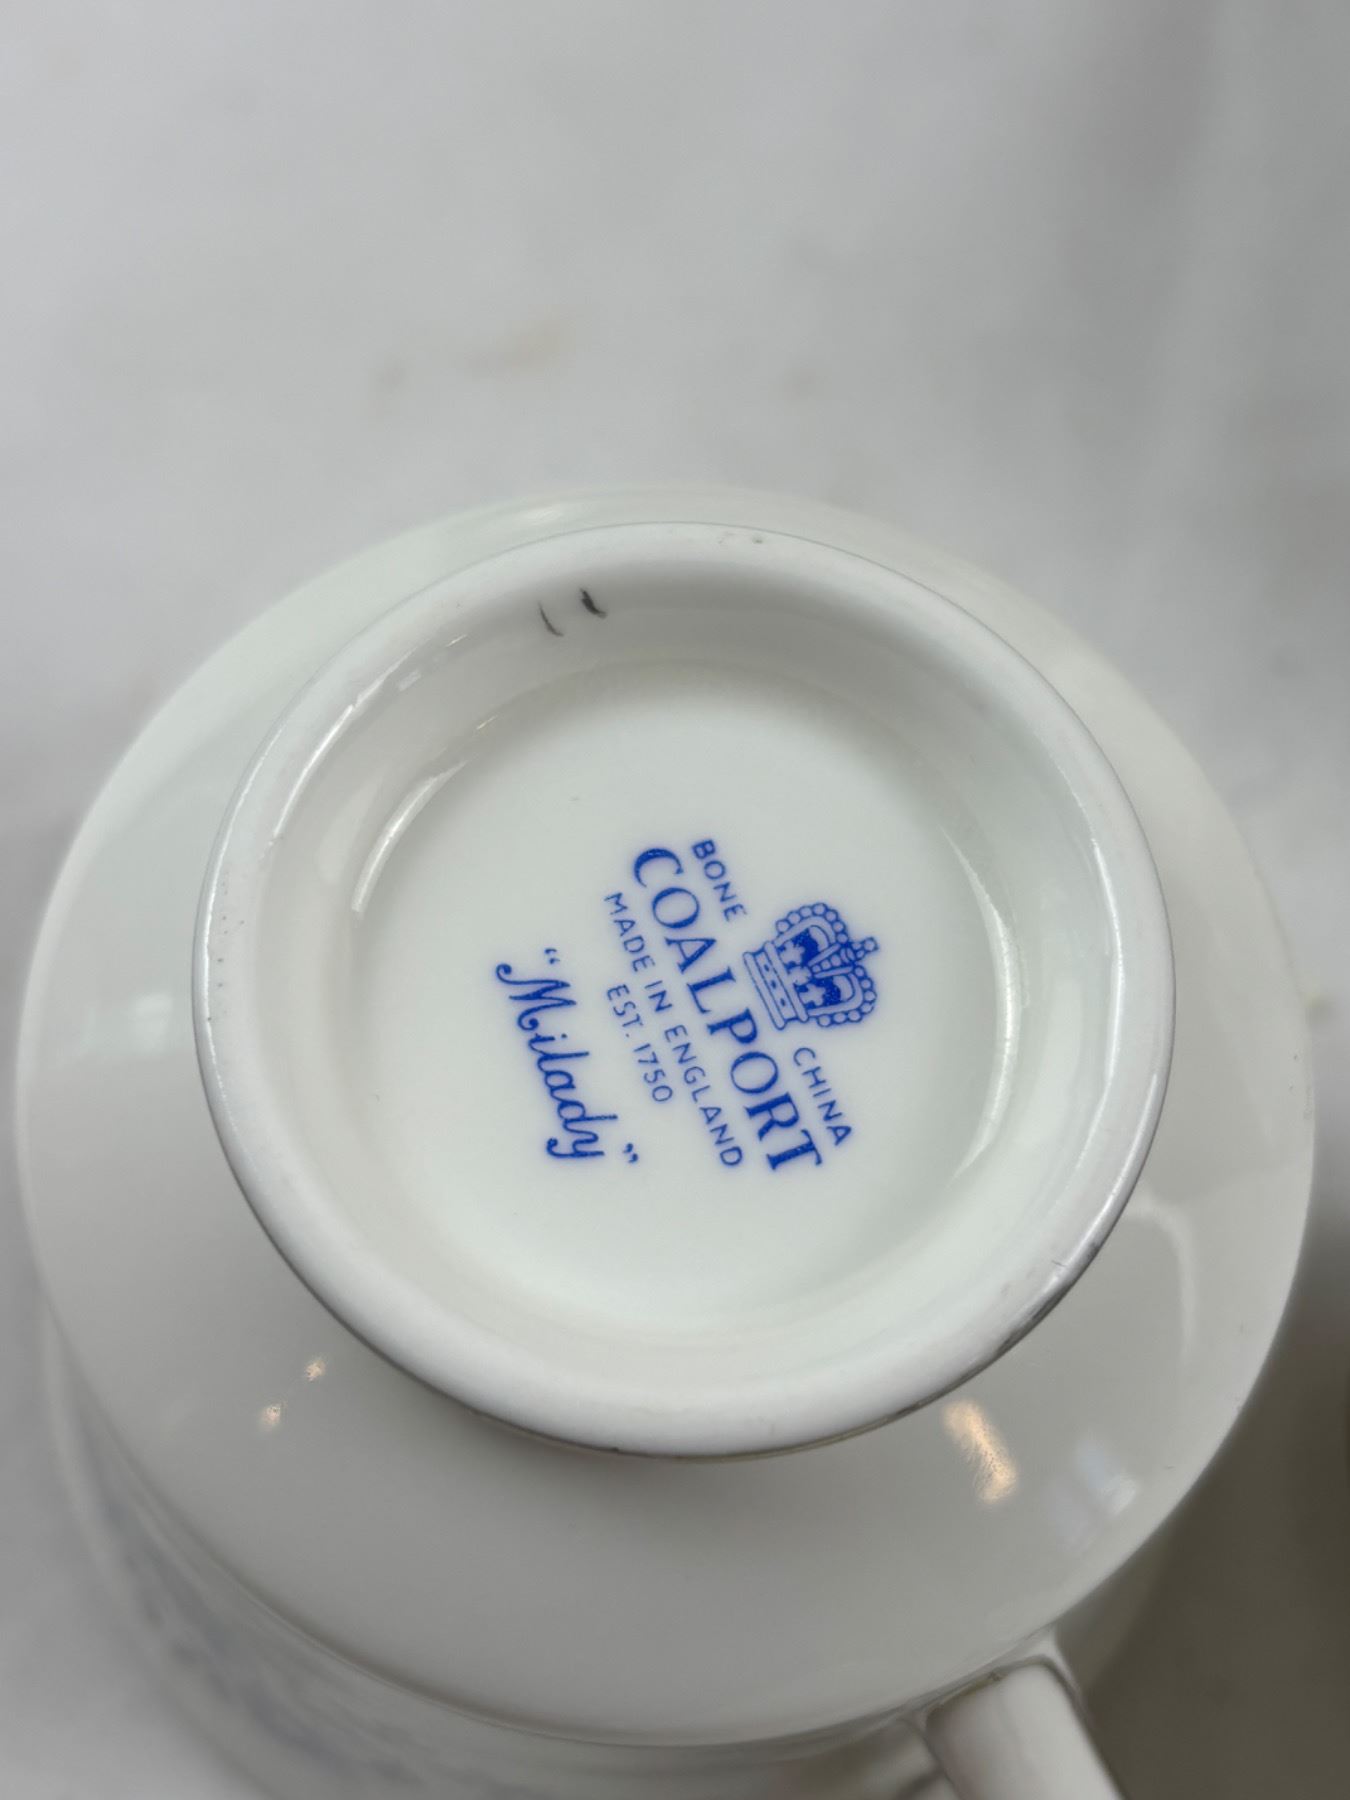 BONE CHINA
COALPORT
MADE IN ENGLAND
EST. 1750
"Milady"